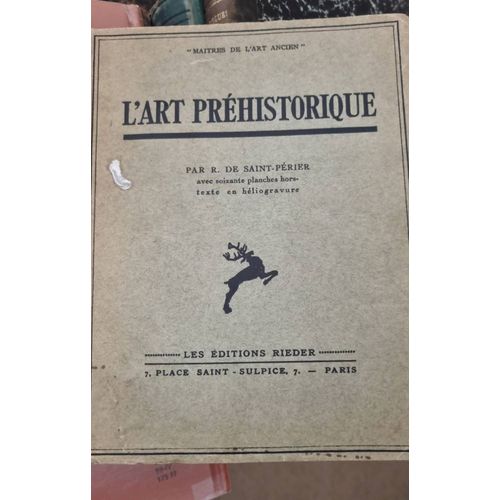 "MAITRES DE L'ART ANCIEN"
L'ART PRÉHISTORIQUE
PAR R. DE SAINT-PÉRIER
avec soixante planches hors-
texte en héliogravure
LES ÉDITIONS RIEDER
7, PLACE SAINT-SULPICE, 7. — PARIS